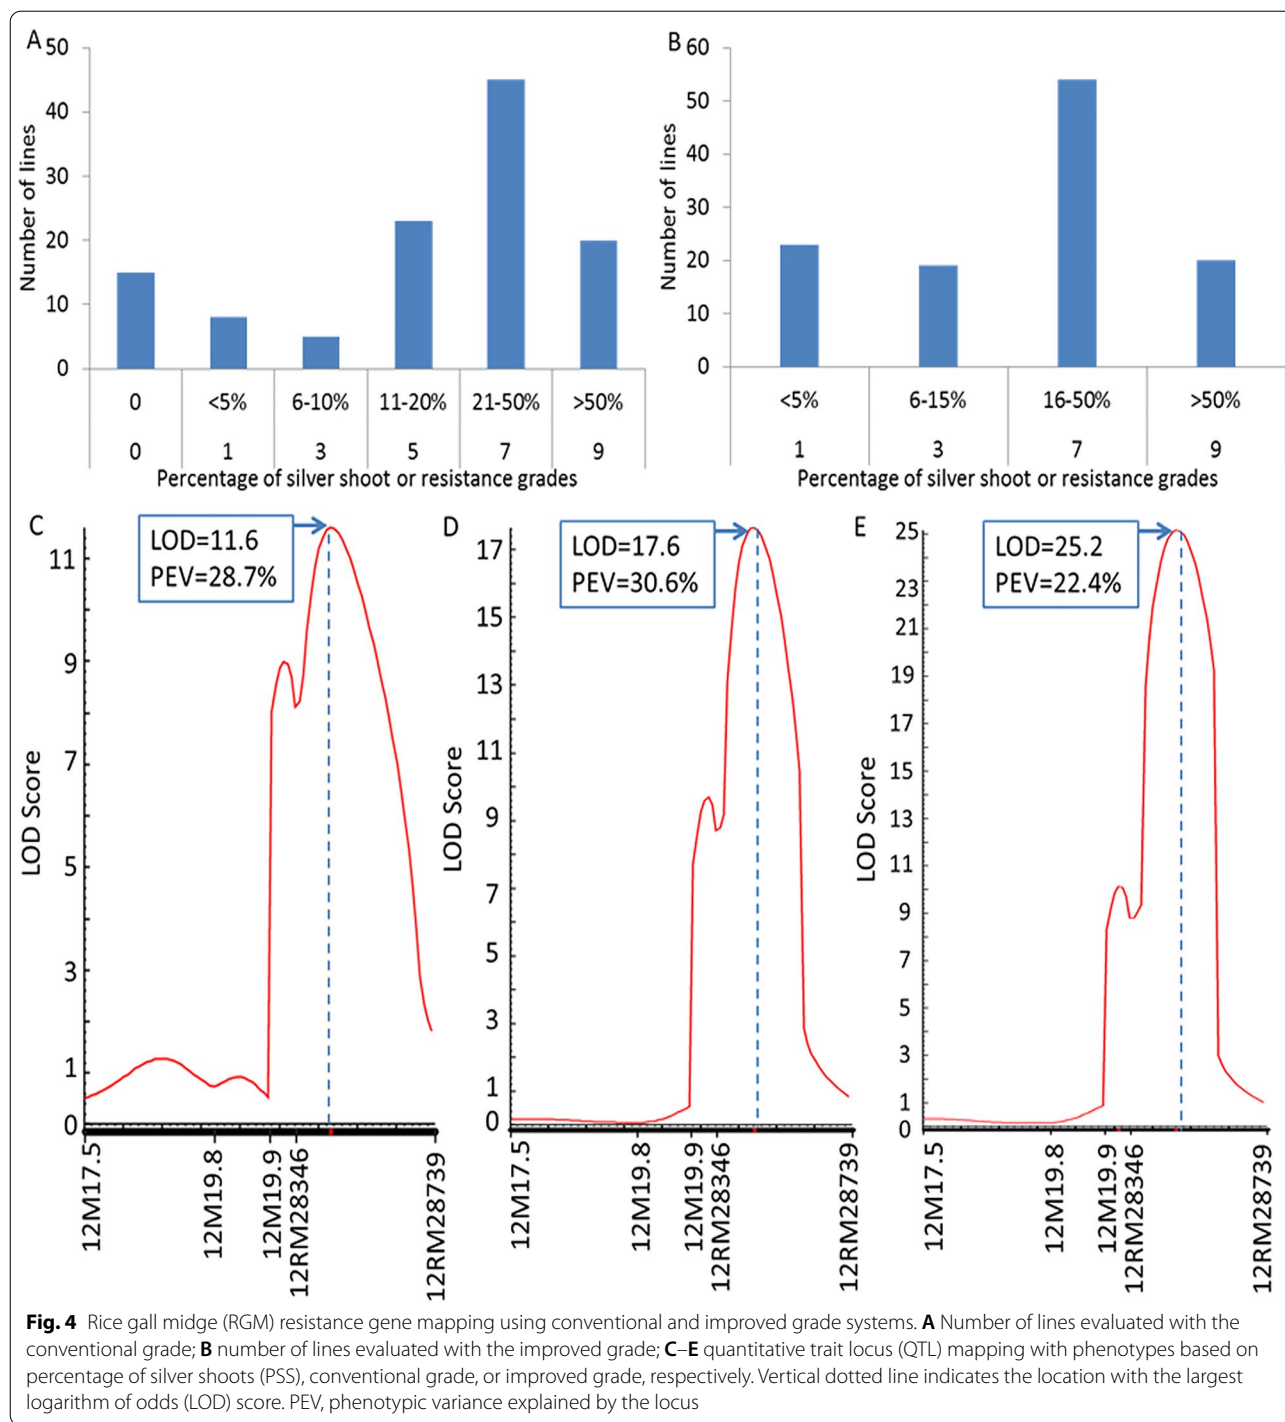 A
50
40
30
20
10
0
Number of lines
0 <5% 6-10% 11-20% 21-50% >50%
0 1 3 5 7 9
Percentage of silver shoot or resistance grades
B
60
50
40
30
20
10
0
Number of lines
<5% 6-15% 16-50% >50%
1 3 7 9
Percentage of silver shoot or resistance grades
C
LOD=11.6
PEV=28.7%
11
9
7
5
3
1
0
LOD Score
12M17.5
12M19.8
12M19.9
12RM28346
12RM28739
D
LOD=17.6
PEV=30.6%
17
15
13
11
9
7
5
3
1
0
LOD Score
12M17.5
12M19.8
12M19.9
12RM28346
12RM28739
E
LOD=25.2
PEV=22.4%
25
23
21
19
17
15
13
11
9
7
5
3
1
0
LOD Score
12M17.5
12M19.8
12M19.9
12RM28346
12RM28739
Fig. 4 Rice gall midge (RGM) resistance gene mapping using conventional and improved grade systems. A Number of lines evaluated with the
conventional grade; B number of lines evaluated with the improved grade; C–E quantitative trait locus (QTL) mapping with phenotypes based on
percentage of silver shoots (PSS), conventional grade, or improved grade, respectively. Vertical dotted line indicates the location with the largest
logarithm of odds (LOD) score. PEV, phenotypic variance explained by the locus